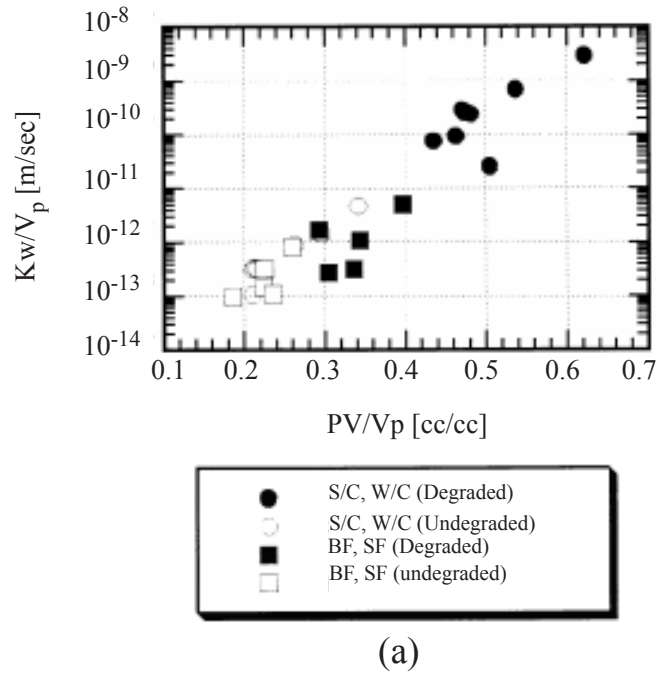 10-8
10-9
10-10
10-11
10-12
10-13
10-14
Kw/Vp [m/sec]
0.1 0.2 0.3 0.4 0.5 0.6 0.7
PV/Vp [cc/cc]
S/C, W/C (Degraded)
S/C, W/C (Undegraded)
BF, SF (Degraded)
BF, SF (undegraded)
(a)